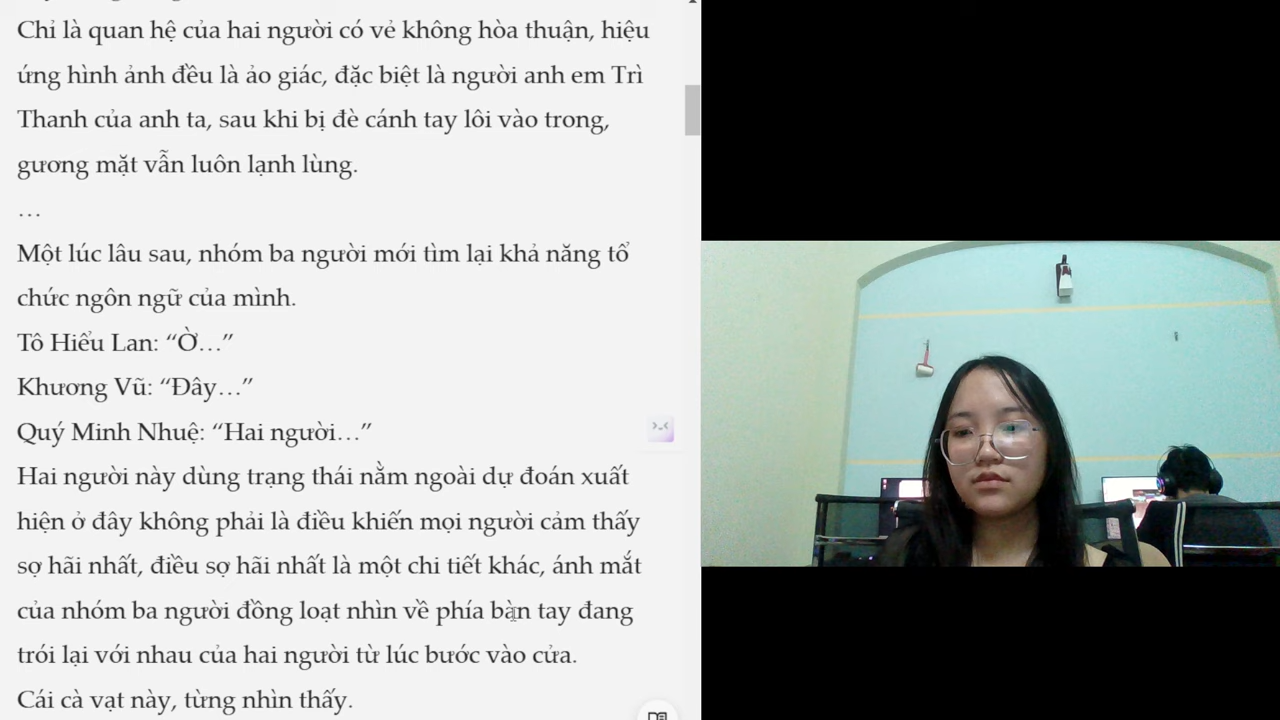 Chỉ là quan hệ của hai người có vẻ không hòa thuận, hiệu
ứng hình ảnh đều là ảo giác, đặc biệt là người anh em Trì
Thanh của anh ta, sau khi bị đè cánh tay lôi vào trong,
gương mặt vẫn luôn lạnh lùng.
…
Một lúc lâu sau, nhóm ba người mới tìm lại khả năng tổ
chức ngôn ngữ của mình.
Tô Hiểu Lan: “Ờ…”
Khương Vũ: “Đây…”
Quý Minh Nhuệ: “Hai người…”
Hai người này dùng trạng thái nằm ngoài dự đoán xuất
hiện ở đây không phải là điều khiến mọi người cảm thấy
sợ hãi nhất, điều sợ hãi nhất là một chi tiết khác, ánh mắt
của nhóm ba người đồng loạt nhìn về phía bàn tay đang
trói lại với nhau của hai người từ lúc bước vào cửa.
Cái cà vạt này, từng nhìn thấy.